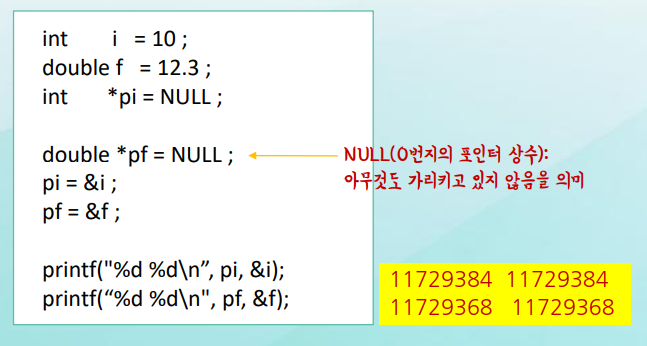 int i = 10 ;
double f = 12.3 ;
int *pi = NULL ;
double *pf = NULL ;
NULL(0번지의 포인터 상수):
아무것도 가리키고 있지 않음을 의미
pi = &i ;
pf = &f ;
printf("%d %d\n”, pi, &i);
printf(“%d %d\n", pf, &f);
11729384 11729384
11729368 11729368